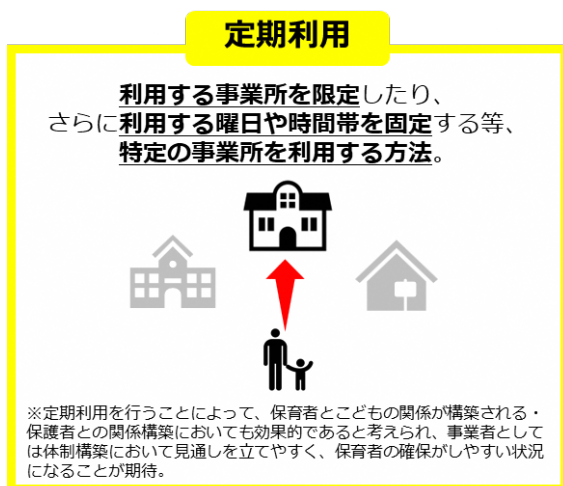 定期利用
利用する事業所を限定したり、
さらに利用する曜日や時間帯を固定する等、
特定の事業所を利用する方法。
※定期利用を行うことによって、保育者とこどもの関係が構築される・
保護者との関係構築においても効果的であると考えられ、事業者として
は体制構築において見通しを立てやすく、保育者の確保がしやすい状況
になることが期待。